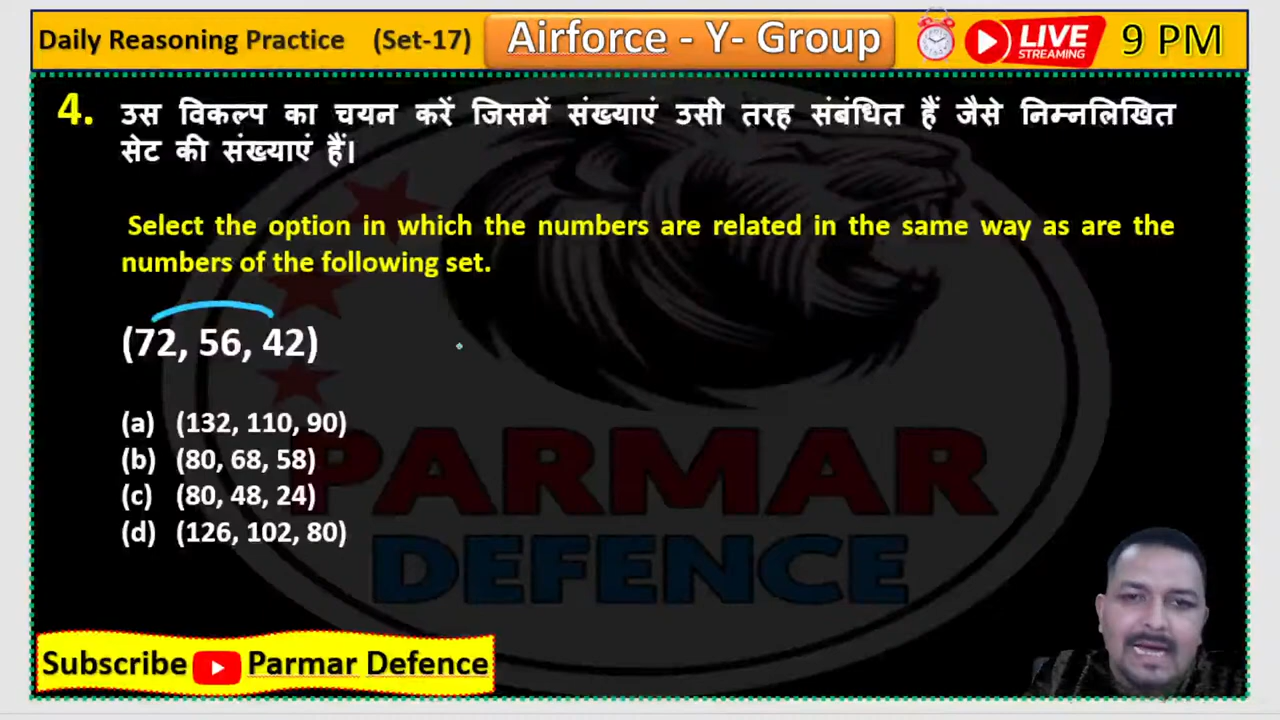 Daily Reasoning Practice (Set-17) Airforce - Y- Group LIVE STREAMING 9 PM
4. उस विकल्प का चयन करें जिसमें संख्याएं उसी तरह संबंधित हैं जैसे निम्नलिखित
सेट की संख्याएं हैं।
Select the option in which the numbers are related in the same way as are the
numbers of the following set.
(72, 56, 42)
(a) (132, 110, 90)
(b) (80, 68, 58)
(c) (80, 48, 24)
(d) (126, 102, 80)
PARMAR
DEFENCE
Subscribe Parmar Defence